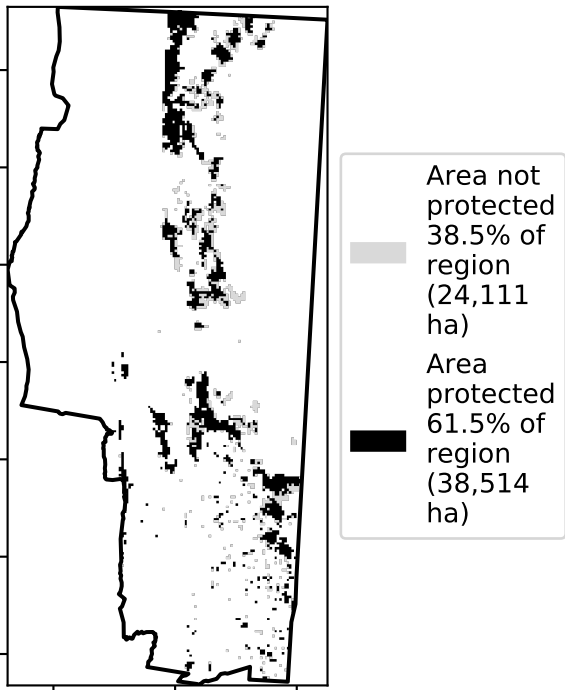 Area not
protected
38.5% of
region
(24,111
ha)
Area
protected
61.5% of
region
(38,514
ha)